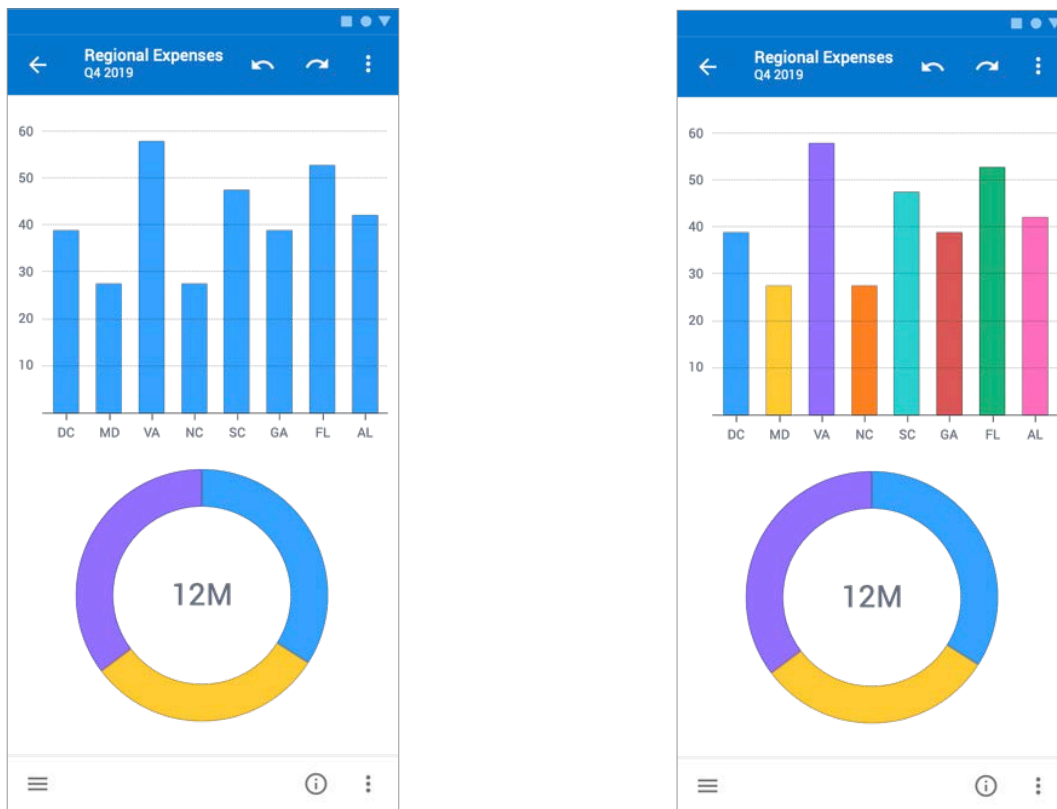 Regional Expenses
Q4 2019
60
50
40
30
20
10
DC MD VA NC SC GA FL AL
12M
Regional Expenses
Q4 2019
60
50
40
30
20
10
DC MD VA NC SC GA FL AL
12M